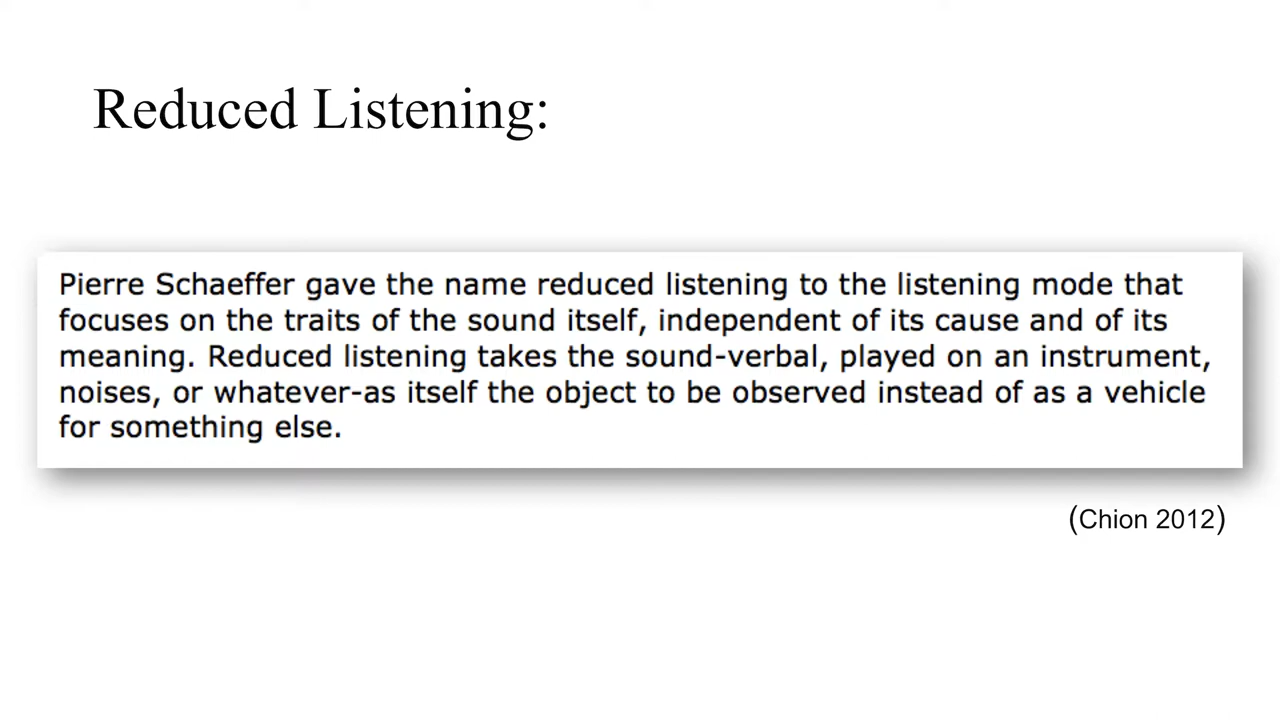 Reduced Listening:
Pierre Schaeffer gave the name reduced listening to the listening mode that
focuses on the traits of the sound itself, independent of its cause and of its
meaning. Reduced listening takes the sound-verbal, played on an instrument,
noises, or whatever-as itself the object to be observed instead of as a vehicle
for something else.
(Chion 2012)